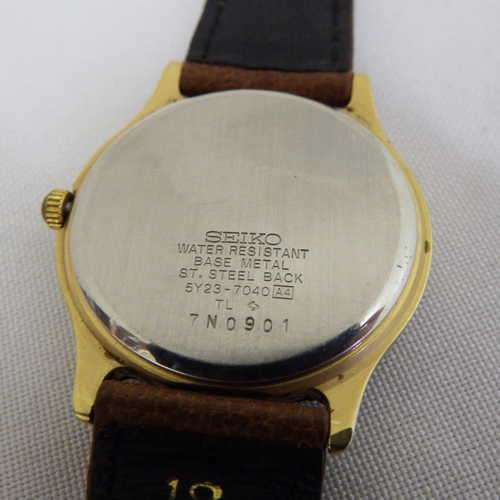 SEIKO
WATER RESISTANT
BASE METAL
ST. STEEL BACK
5Y23-7040 A4
TL
7N0901